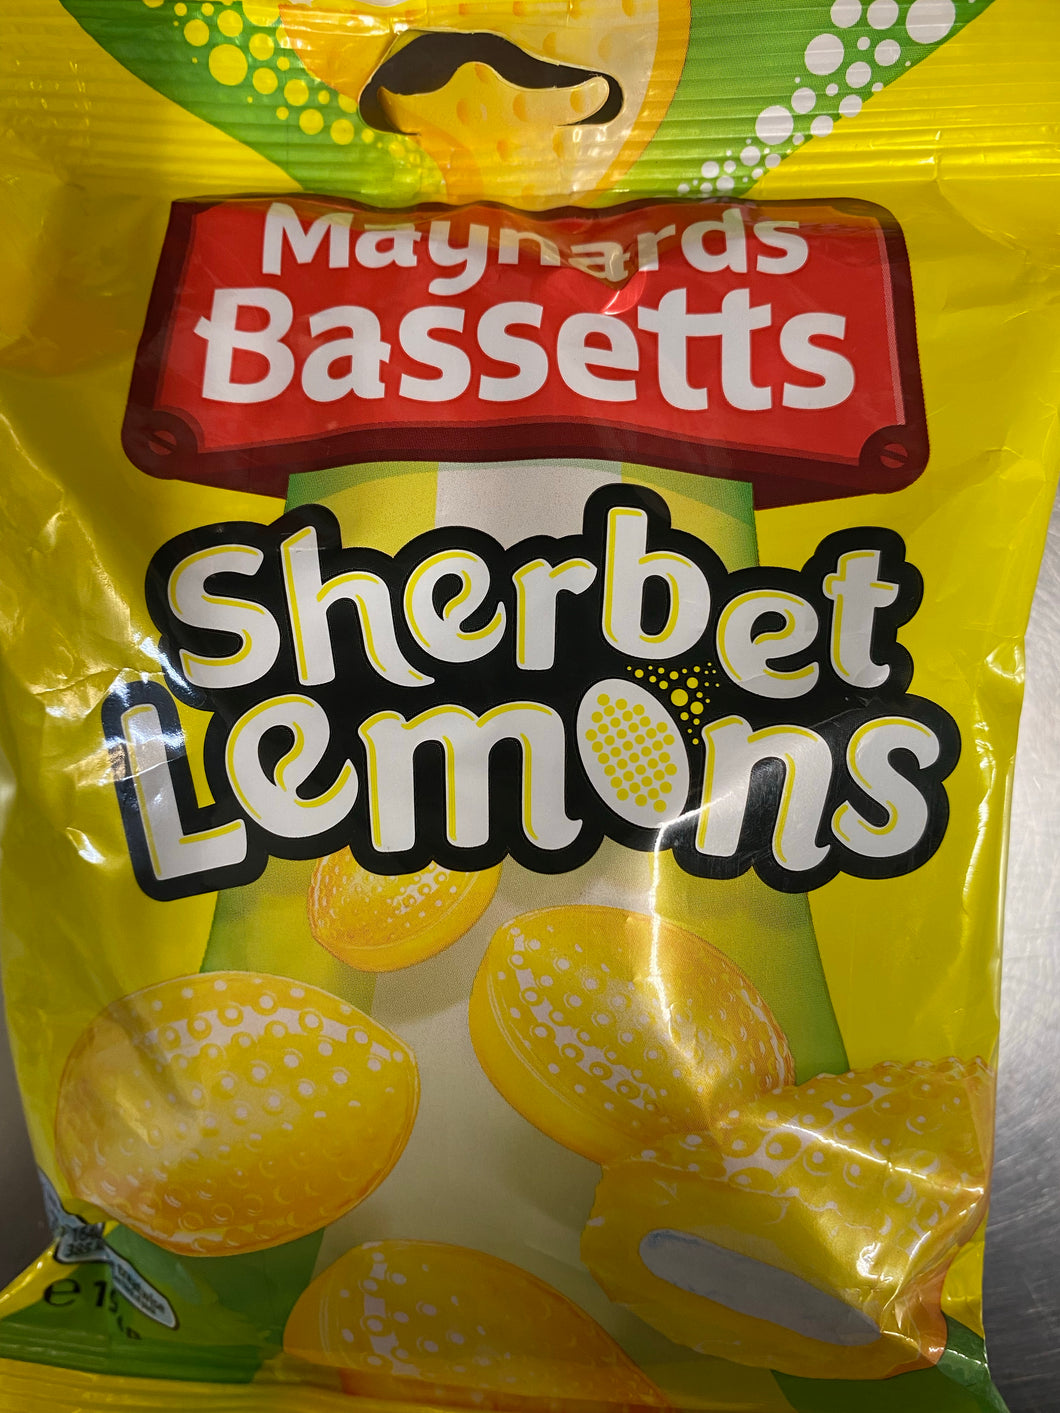 Maynards
Bassetts
Sherbet
Lemons